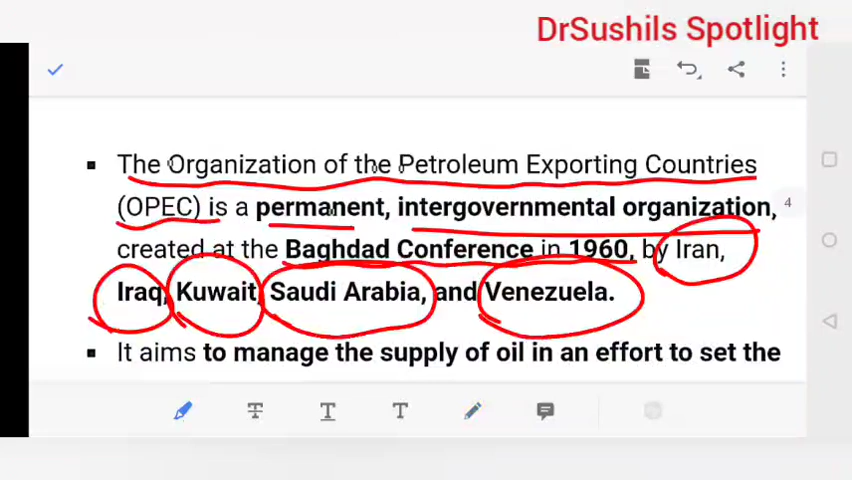 DrSushils Spotlight
▪ The Organization of the Petroleum Exporting Countries
(OPEC) is a permanent, intergovernmental organization,
4
created at the Baghdad Conference in 1960, by Iran,
Iraq, Kuwait, Saudi Arabia, and Venezuela.
▪ It aims to manage the supply of oil in an effort to set the
T T T